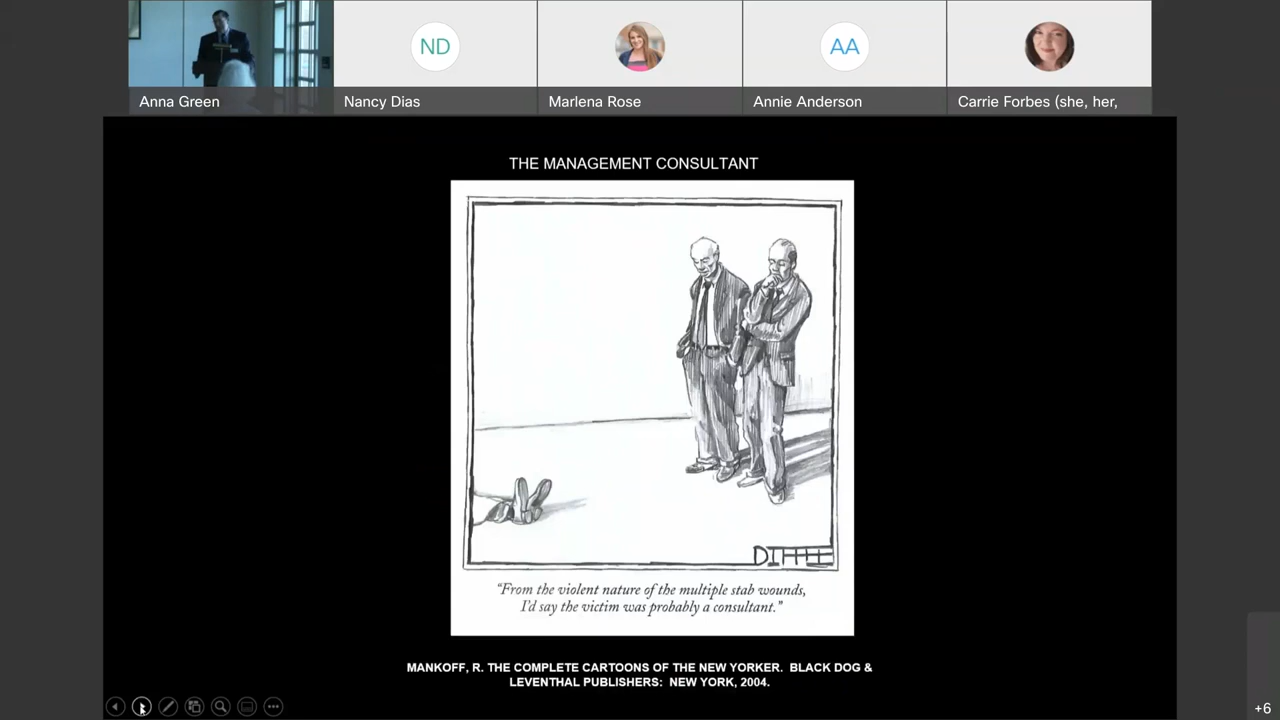 Anna Green
ND
Nancy Dias
Marlena Rose
AA
Annie Anderson
Carrie Forbes (she, her,
THE MANAGEMENT CONSULTANT
DIFFEE
“From the violent nature of the multiple stab wounds,
I’d say the victim was probably a consultant.”
MANKOFF, R. THE COMPLETE CARTOONS OF THE NEW YORKER. BLACK DOG &
LEVENTHAL PUBLISHERS: NEW YORK, 2004.
+6